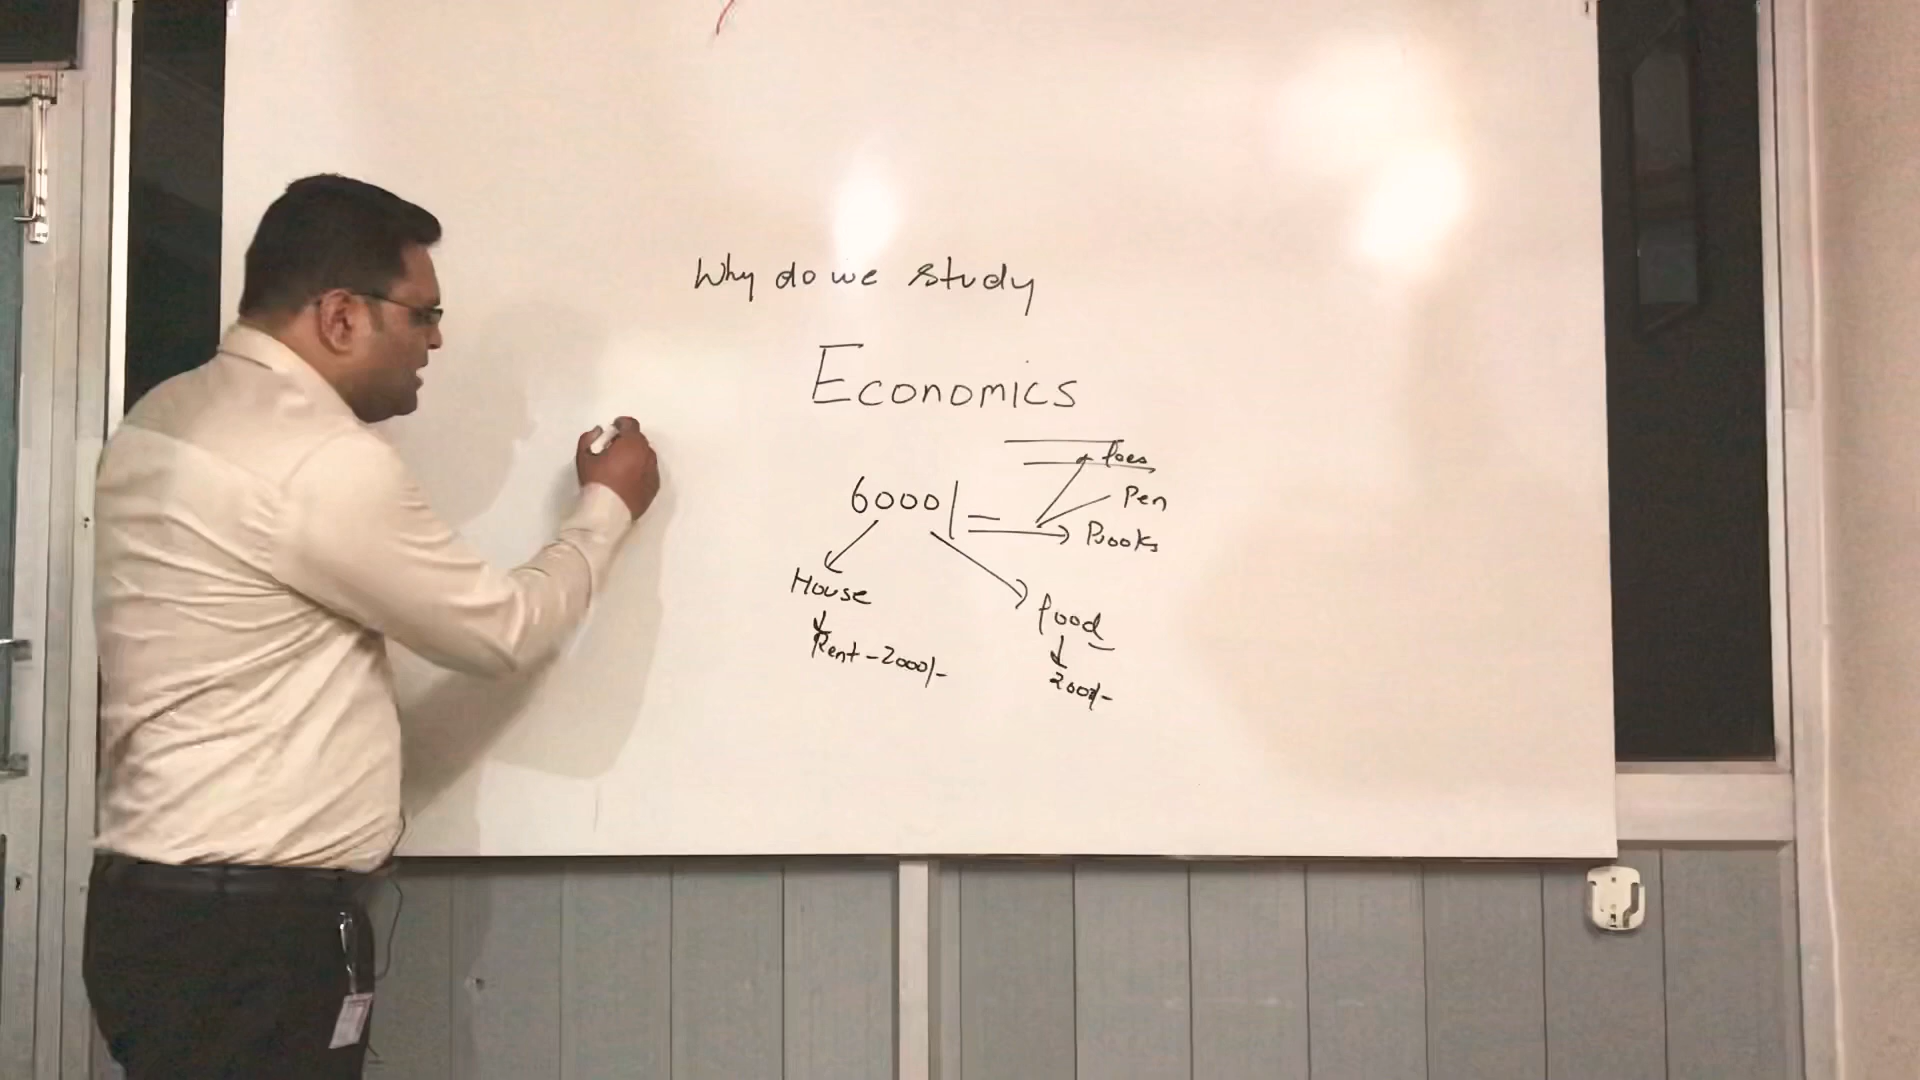 Why do we study
Economics
fees
6000/=
Pen
Books
House
food
Rent - 2000/-
2000/-